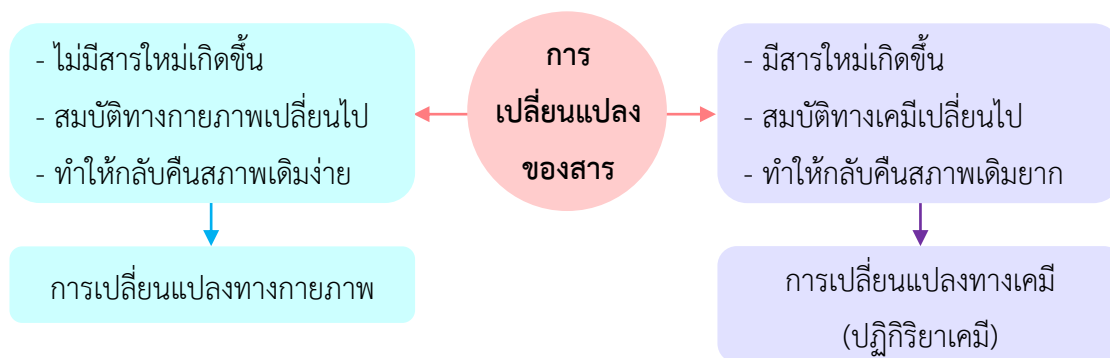 - ไม่มีสารใหม่เกิดขึ้น
- สมบัติทางกายภาพเปลี่ยนไป
- ทำให้กลับคืนสภาพเดิมง่าย
การเปลี่ยนแปลงทางกายภาพ
การ
เปลี่ยนแปลง
ของสาร
- มีสารใหม่เกิดขึ้น
- สมบัติทางเคมีเปลี่ยนไป
- ทำให้กลับคืนสภาพเดิมยาก
การเปลี่ยนแปลงทางเคมี
(ปฏิกิริยาเคมี)